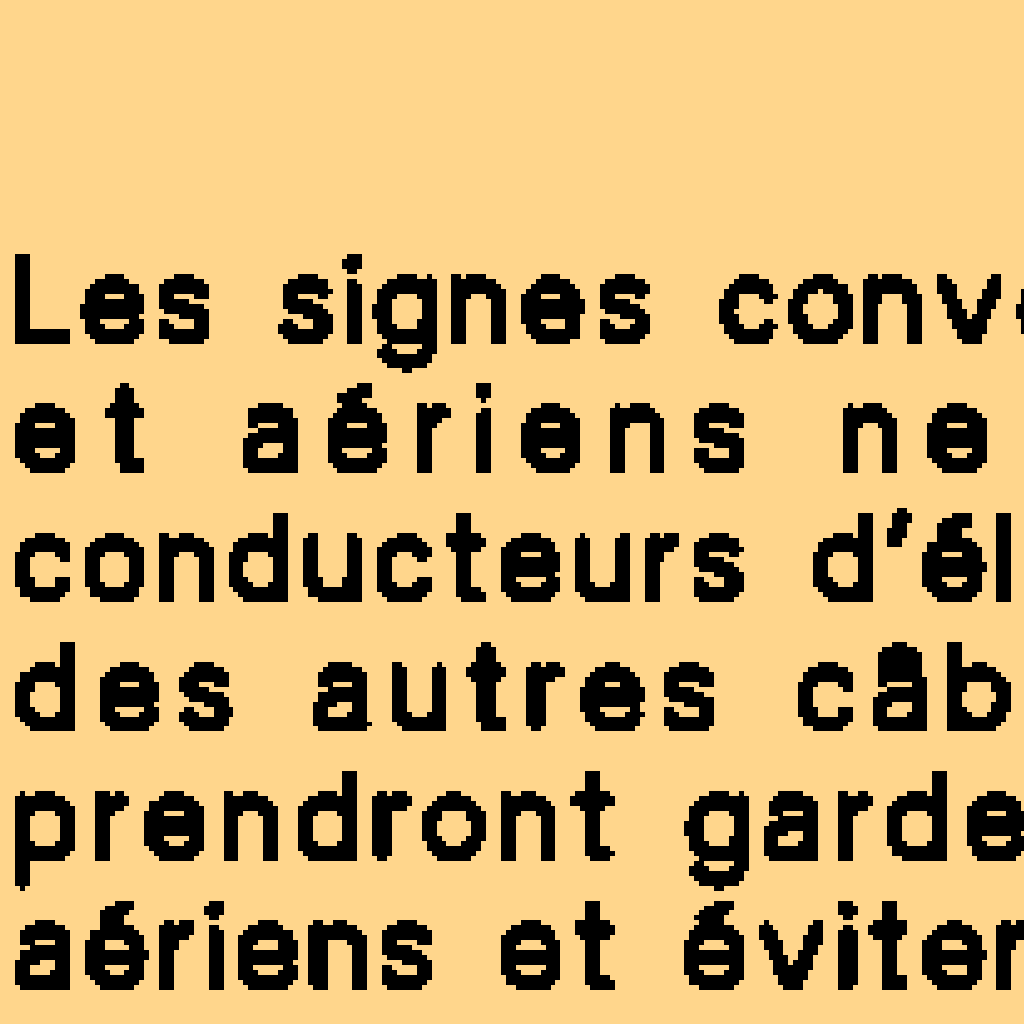 Les signes conv
et aériens ne
conducteurs d'él
des autres câb
prendront garde
aériens et éviter